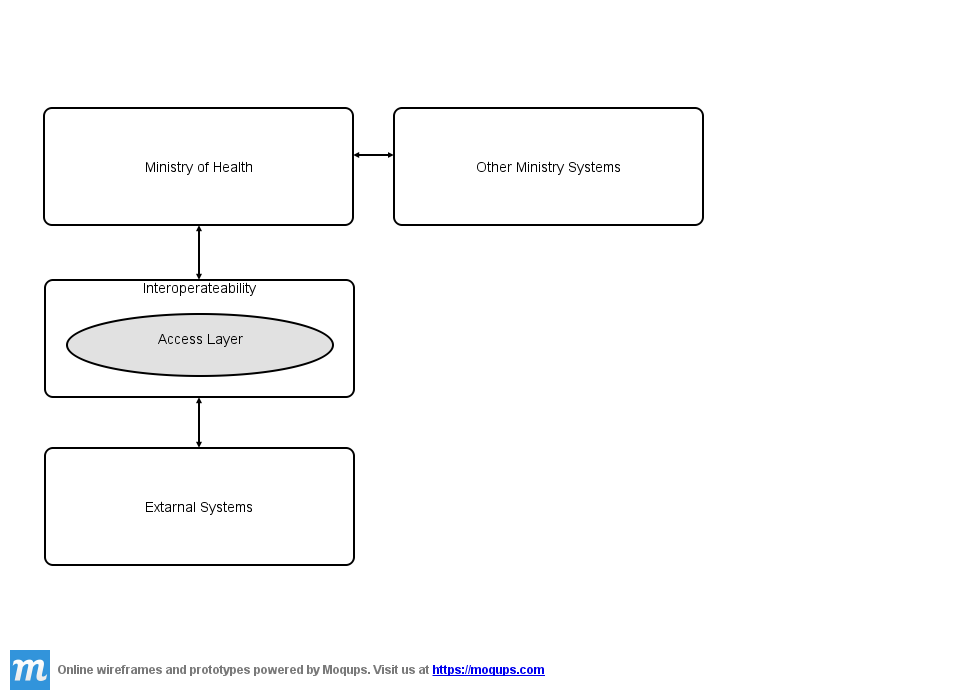 Ministry of Health
Other Ministry Systems
Interoperateability
Access Layer
Extarnal Systems
m Online wireframes and prototypes powered by Moqups. Visit us at https://moqups.com